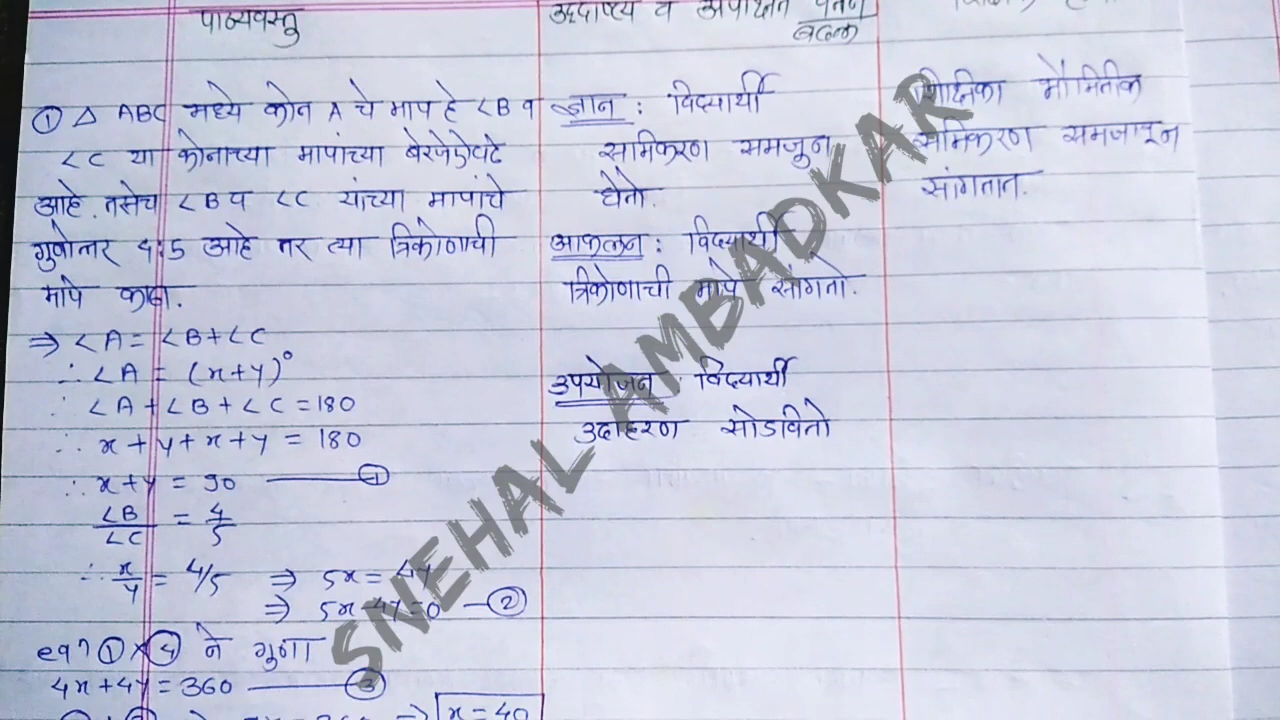 पाठ्यवस्तु
व अपेक्षित वर्तन
बदल
① △ ABC मध्ये कोन A चे माप हे ∠B व
∠C या कोनाच्या मापांच्या बेरजेऐवढे
आहे. तसेच ∠B व ∠C यांच्या मापांचे
गुणोत्तर 4:5 आहे तर त्या त्रिकोणाची
मापे काढा.
⇒ ∠A = ∠B + ∠C
∴ ∠A = (x+y)°
∴ ∠A + ∠B + ∠C = 180
∴ x + y + x + y = 180
∴ x + y = 90 —— ①
∠B/∠C = 4/5
∴ x/y = 4/5 ⇒ 5x = 4y
⇒ 5x - 4y = 0 — ②
eqn ① × ④ ने गुणा
4x + 4y = 360 —— ③
⇒ x = 40
ज्ञान : विद्यार्थी
समिकरण समजून
घेतो.
आकलन : विद्यार्थी
त्रिकोणाची मापे सांगतो.
उपयोजन : विद्यार्थी
उदाहरण सोडवितो
शिक्षिका भौमितीक
समिकरण समजावून
सांगतात.
SNEHAL AMBADKAR